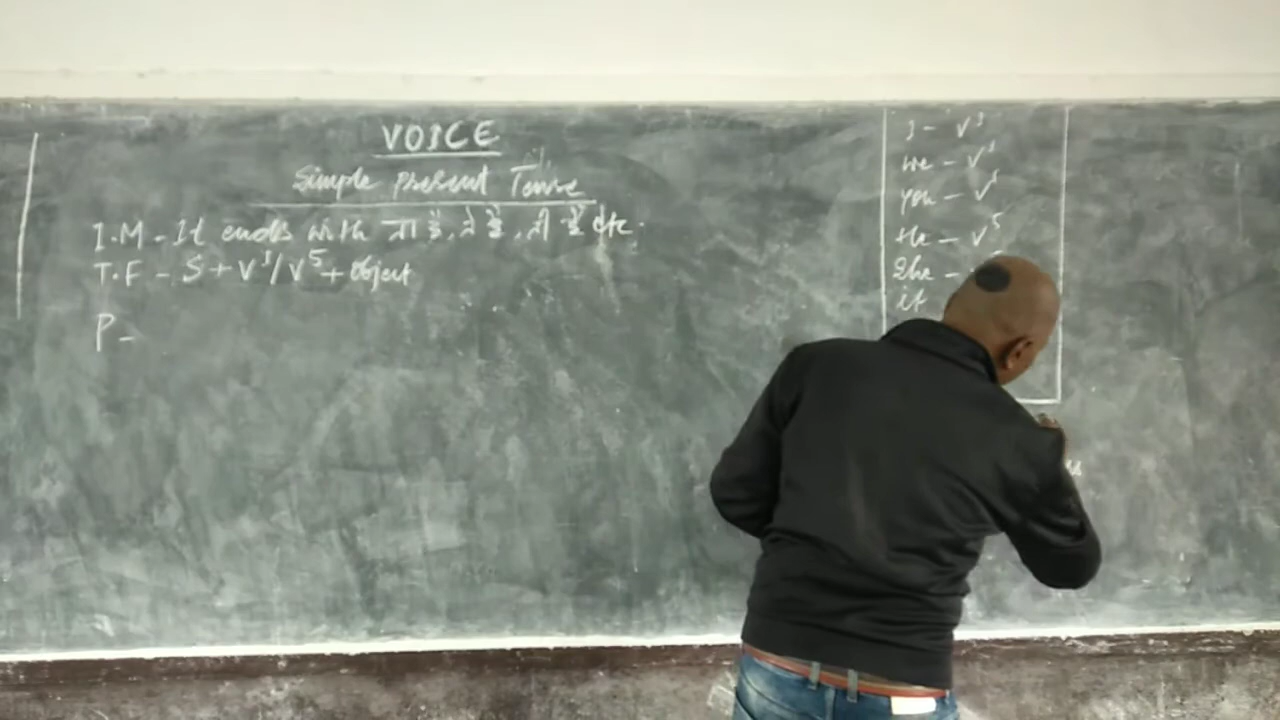 VOICE
Simple Present Tense
I.M - It ends with ता है, ते हैं, ती है etc.
T.F - S + V¹/V⁵ + Object
P -
I - V¹
we - V¹
you - V¹
He - V⁵
She -
it